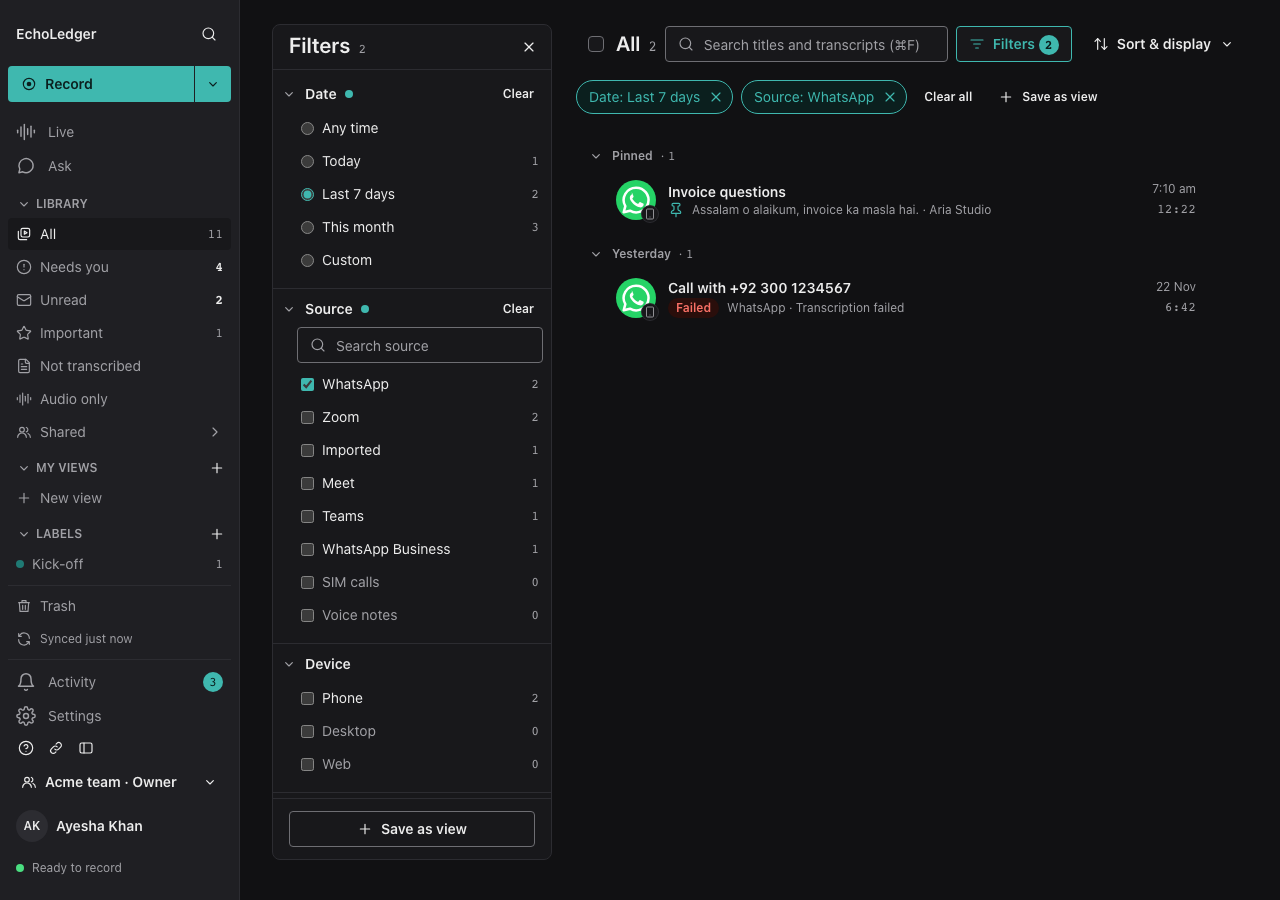 EchoLedger
Record
Live
Ask
LIBRARY
All 11
Needs you 4
Unread 2
Important 1
Not transcribed
Audio only
Shared
MY VIEWS
New view
LABELS
Kick-off 1
Trash
Synced just now
Activity 3
Settings
Acme team · Owner
AK Ayesha Khan
Ready to record
Filters 2
Date Clear
Any time
Today 1
Last 7 days 2
This month 3
Custom
Source Clear
Search source
WhatsApp 2
Zoom 2
Imported 1
Meet 1
Teams 1
WhatsApp Business 1
SIM calls 0
Voice notes 0
Device
Phone 2
Desktop 0
Web 0
Save as view
All 2 Search titles and transcripts (⌘F) Filters 2 Sort & display
Date: Last 7 days Source: WhatsApp Clear all Save as view
Pinned · 1
Invoice questions 7:10 am
Assalam o alaikum, invoice ka masla hai. · Aria Studio 12:22
Yesterday · 1
Call with +92 300 1234567 22 Nov
Failed WhatsApp · Transcription failed 6:42